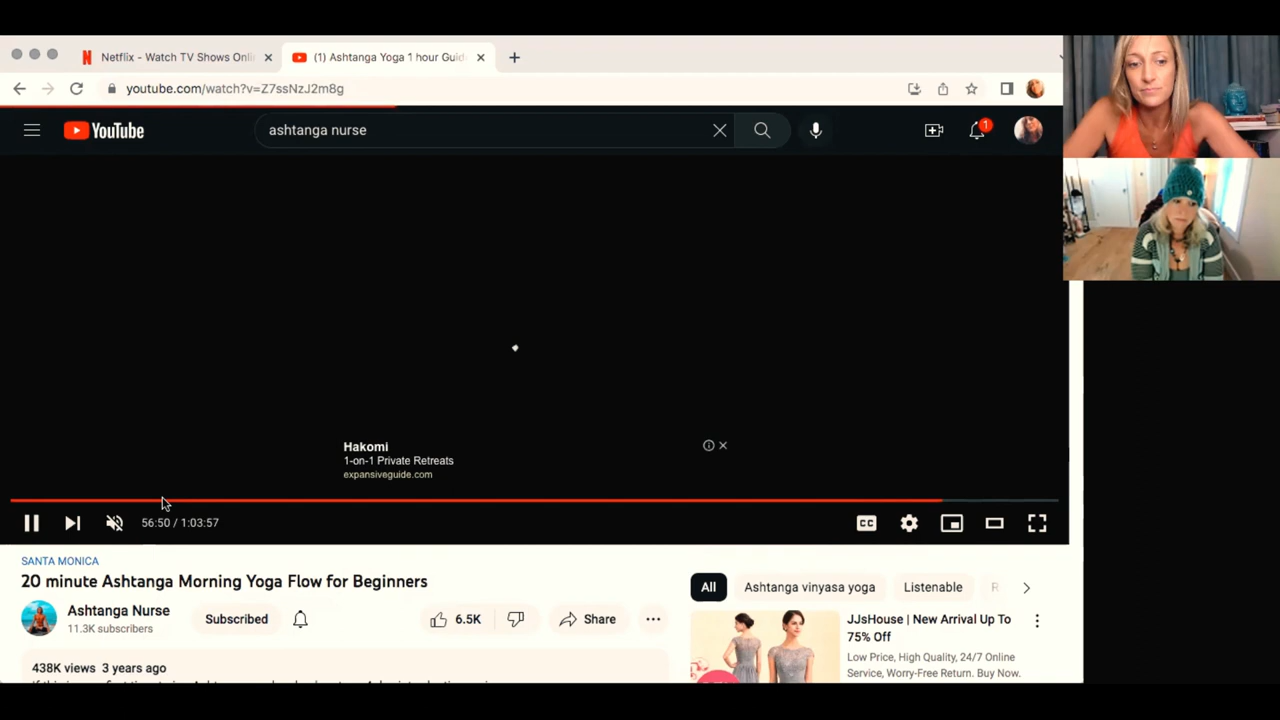 Netflix - Watch TV Shows Onli
(1) Ashtanga Yoga 1 hour Guid
youtube.com/watch?v=Z7ssNzJ2m8g
YouTube
ashtanga nurse
1
Hakomi
1-on-1 Private Retreats
expansiveguide.com
56:50 / 1:03:57
CC
SANTA MONICA
20 minute Ashtanga Morning Yoga Flow for Beginners
Ashtanga Nurse
11.3K subscribers
Subscribed
6.5K
Share
438K views 3 years ago
All
Ashtanga vinyasa yoga
Listenable
R
JJsHouse | New Arrival Up To
75% Off
Low Price, High Quality, 24/7 Online
Service, Worry-Free Return. Buy Now.